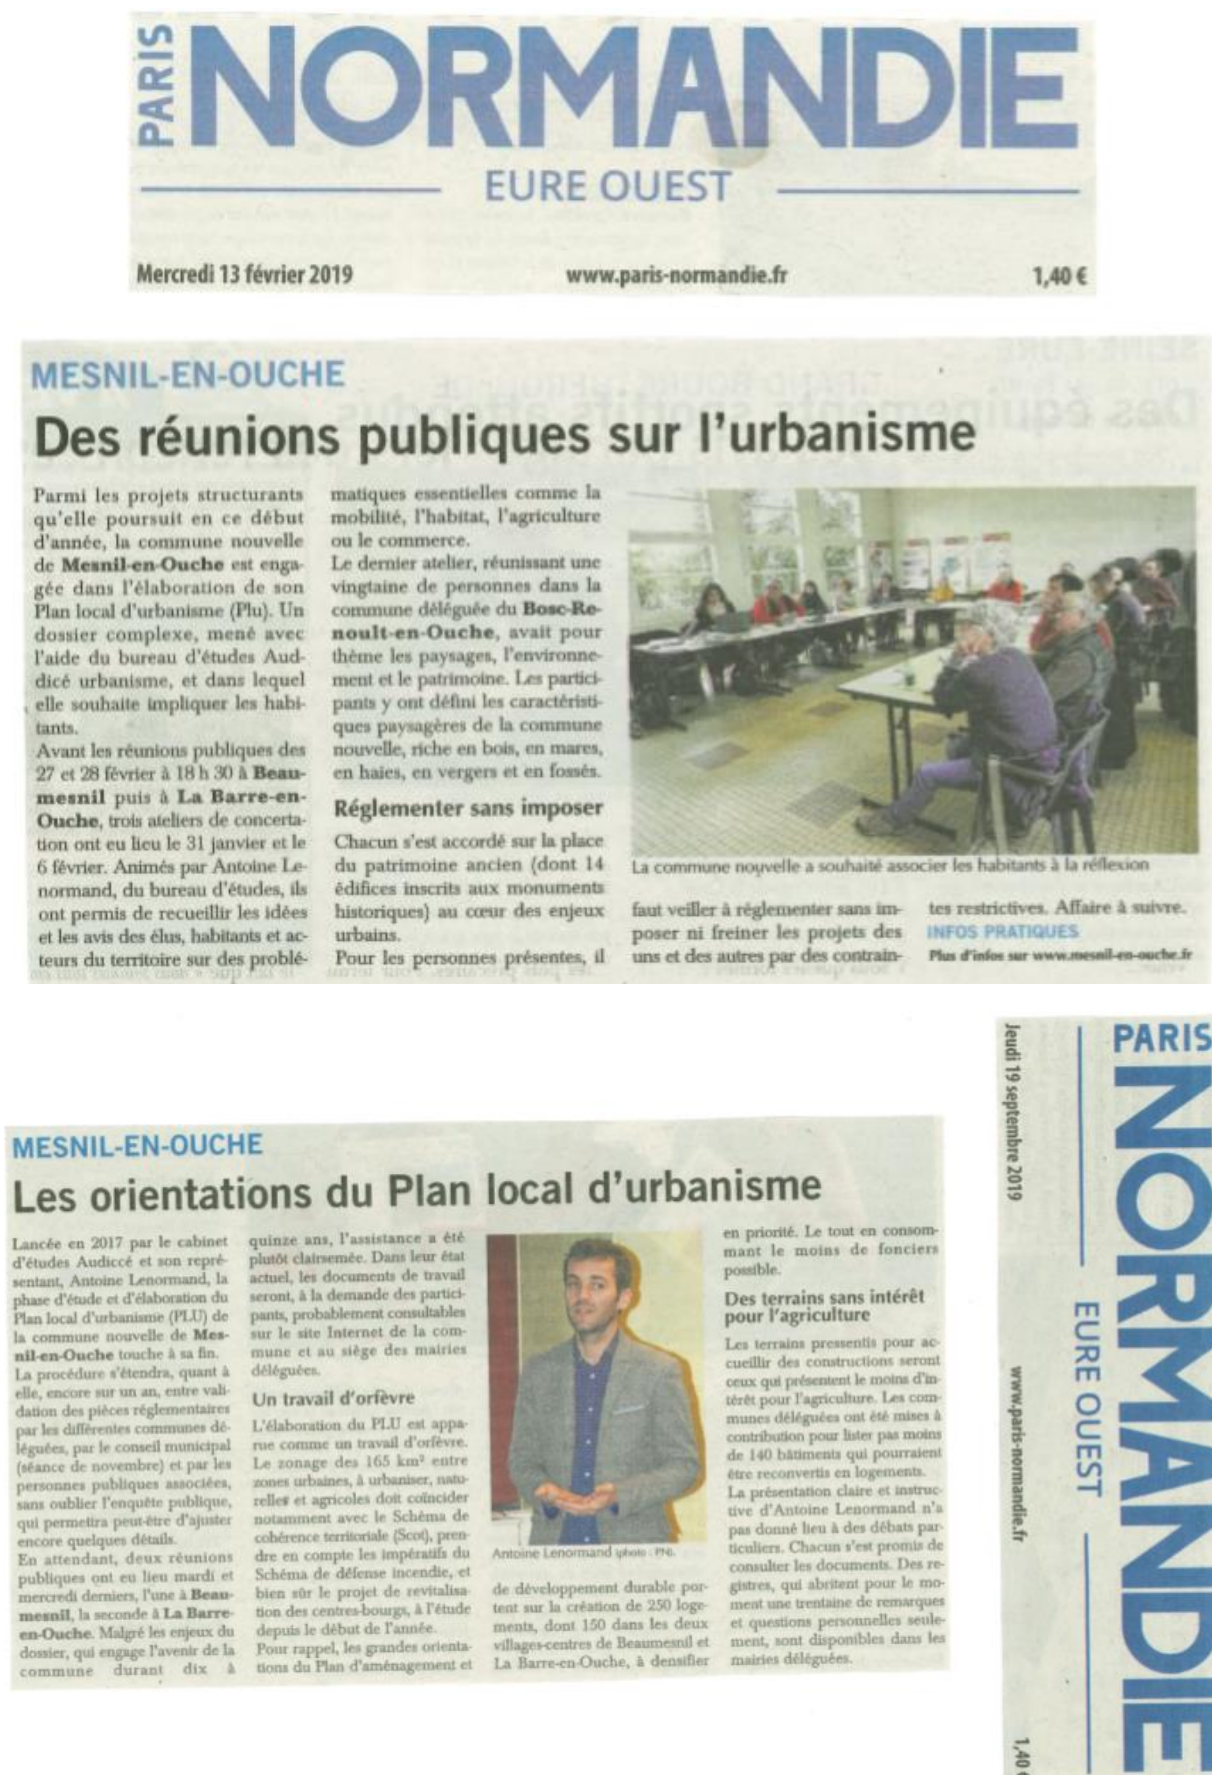 PARIS
NORMANDIE
EURE OUEST
Mercredi 13 février 2019
www.paris-normandie.fr
1,40 €
MESNIL-EN-OUCHE
Des réunions publiques sur l'urbanisme
Parmi les projets structurants
qu'elle poursuit en ce début
d'année, la commune nouvelle
de Mesnil-en-Ouche est enga-
gée dans l'élaboration de son
Plan local d'urbanisme (Plu). Un
dossier complexe, mené avec
l'aide du bureau d'études Aud-
dicé urbanisme, et dans lequel
elle souhaite impliquer les habi-
tants.
Avant les réunions publiques des
27 et 28 février à 18 h 30 à Beau-
mesnil puis à La Barre-en-
Ouche, trois ateliers de concerta-
tion ont eu lieu le 31 janvier et le
6 février. Animés par Antoine Le-
normand, du bureau d'études, ils
ont permis de recueillir les idées
et les avis des élus, habitants et ac-
teurs du territoire sur des problé-
matiques essentielles comme la
mobilité, l'habitat, l'agriculture
ou le commerce.
Le dernier atelier, réunissant une
vingtaine de personnes dans la
commune déléguée du Bosc-Re-
noult-en-Ouche, avait pour
thème les paysages, l'environne-
ment et le patrimoine. Les partici-
pants y ont défini les caractéristi-
ques paysagères de la commune
nouvelle, riche en bois, en mares,
en haies, en vergers et en fossés.
Réglementer sans imposer
Chacun s'est accordé sur la place
du patrimoine ancien (dont 14
édifices inscrits aux monuments
historiques) au cœur des enjeux
urbains.
Pour les personnes présentes, il
La commune nouvelle a souhaité associer les habitants à la réflexion
faut veiller à réglementer sans im-
poser ni freiner les projets des
uns et des autres par des contrain-
tes restrictives. Affaire à suivre.
INFOS PRATIQUES
Plus d'infos sur www.mesnil-en-ouche.fr
MESNIL-EN-OUCHE
Les orientations du Plan local d'urbanisme
Lancée en 2017 par le cabinet
d'études Audiccé et son repré-
sentant, Antoine Lenormand, la
phase d'étude et d'élaboration du
Plan local d'urbanisme (PLU) de
la commune nouvelle de Mes-
nil-en-Ouche touche à sa fin.
La procédure s'étendra, quant à
elle, encore sur un an, entre vali-
dation des pièces réglementaires
par les différentes communes dé-
léguées, par le conseil municipal
(séance de novembre) et par les
personnes publiques associées,
sans oublier l'enquête publique,
qui permettra peut-être d'ajuster
encore quelques détails.
En attendant, deux réunions
publiques ont eu lieu mardi et
mercredi derniers, l'une à Beau-
mesnil, la seconde à La Barre-
en-Ouche. Malgré les enjeux du
dossier, qui engage l'avenir de la
commune durant dix à
quinze ans, l'assistance a été
plutôt clairsemée. Dans leur état
actuel, les documents de travail
seront, à la demande des partici-
pants, probablement consultables
sur le site Internet de la com-
mune et au siège des mairies
déléguées.
Un travail d'orfèvre
L'élaboration du PLU est appa-
rue comme un travail d'orfèvre.
Le zonage des 165 km² entre
zones urbaines, à urbaniser, natu-
relles et agricoles doit coïncider
notamment avec le Schéma de
cohérence territoriale (Scot), pren-
dre en compte les impératifs du
Schéma de défense incendie, et
bien sûr le projet de revitalisa-
tion des centres-bourgs, à l'étude
depuis le début de l'année.
Pour rappel, les grandes orienta-
tions du Plan d'aménagement et
Antoine Lenormand (photo : PN).
de développement durable por-
tent sur la création de 250 loge-
ments, dont 150 dans les deux
villages-centres de Beaumesnil et
La Barre-en-Ouche, à densifier
en priorité. Le tout en consom-
mant le moins de fonciers
possible.
Des terrains sans intérêt
pour l'agriculture
Les terrains pressentis pour ac-
cueillir des constructions seront
ceux qui présentent le moins d'in-
térêt pour l'agriculture. Les com-
munes déléguées ont été mises à
contribution pour lister pas moins
de 140 bâtiments qui pourraient
être reconvertis en logements.
La présentation claire et instruc-
tive d'Antoine Lenormand n'a
pas donné lieu à des débats par-
ticuliers. Chacun s'est promis de
consulter les documents. Des re-
gistres, qui abritent pour le mo-
ment une trentaine de remarques
et questions personnelles seule-
ment, sont disponibles dans les
mairies déléguées.
PARIS
NORMANDIE
EURE OUEST
Jeudi 19 septembre 2019
www.paris-normandie.fr
1,40 €